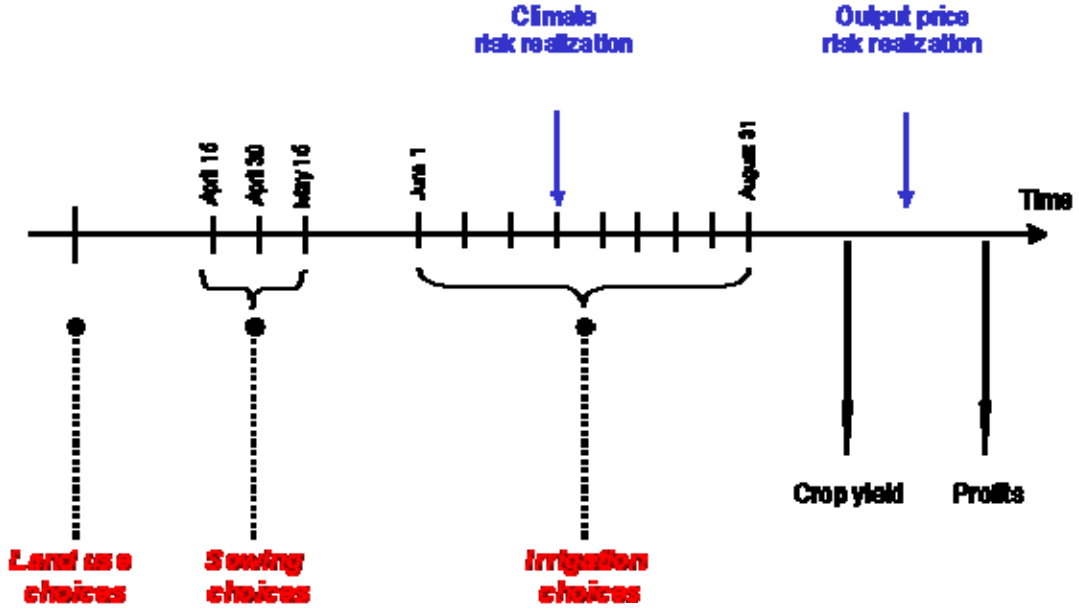 Climate
risk realization
Output price
risk realization
April 15
April 30
May 15
June 1
August 31
Time
Crop yield
Profits
Land use
choices
Sowing
choices
Irrigation
choices